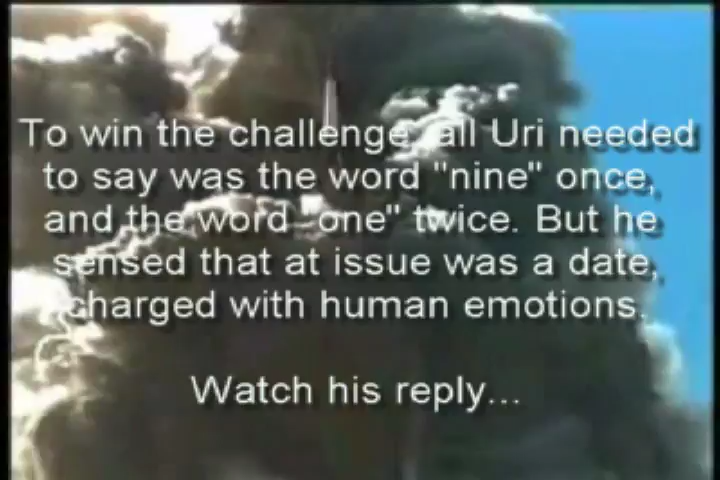 To win the challenge, all Uri needed
to say was the word "nine" once,
and the word "one" twice. But he
sensed that at issue was a date,
charged with human emotions.
Watch his reply...